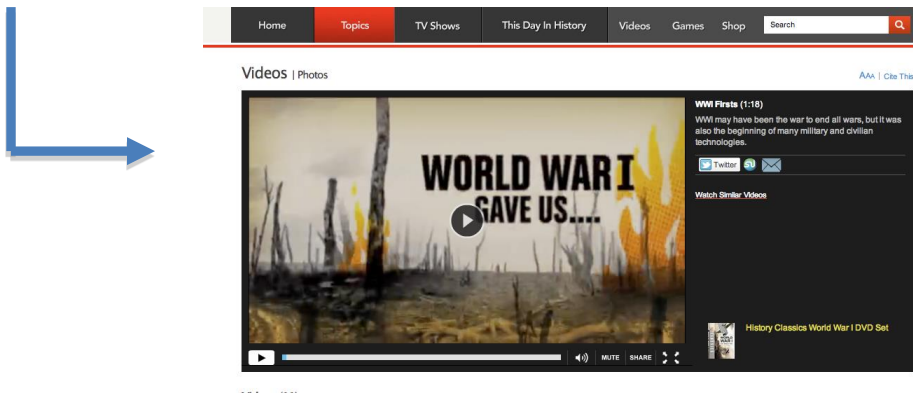 Home Topics TV Shows This Day In History Videos Games Shop Search
Videos | Photos
AAA | Cite This
WORLD WAR I
GAVE US....
WWI Firsts (1:18)
WWI may have been the war to end all wars, but it was
also the beginning of many military and civilian
technologies.
Twitter
Watch Similar Videos
History Classics World War I DVD Set
MUTE SHARE